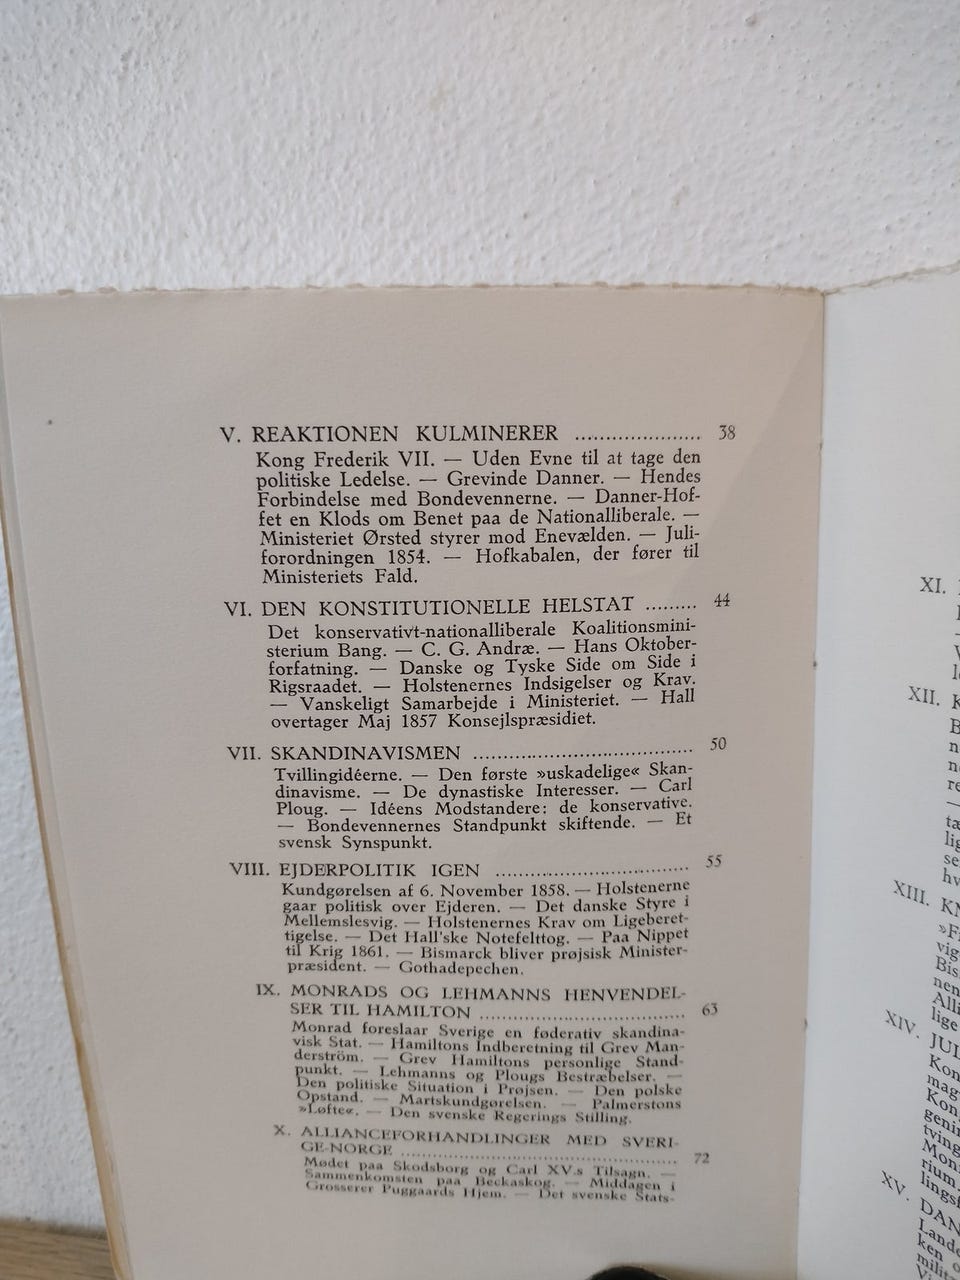 V. REAKTIONEN KULMINERER ..................... 38
Kong Frederik VII. — Uden Evne til at tage den
politiske Ledelse. — Grevinde Danner. — Hendes
Forbindelse med Bondevennerne. — Danner-Hof-
fet en Klods om Benet paa de Nationalliberale. —
Ministeriet Ørsted styrer mod Enevælden. — Juli-
forordningen 1854. — Hofkabalen, der fører til
Ministeriets Fald.
VI. DEN KONSTITUTIONELLE HELSTAT ......... 44
Det konservativt-nationalliberale Koalitionsmini-
sterium Bang. — C. G. Andræ. — Hans Oktober-
forfatning. — Danske og Tyske Side om Side i
Rigsraadet. — Holstenernes Indsigelser og Krav.
— Vanskeligt Samarbejde i Ministeriet. — Hall
overtager Maj 1857 Konsejlspræsidiet.
VII. SKANDINAVISMEN ..................................... 50
Tvillingidéerne. — Den første »uskadelige« Skan-
dinavisme. — De dynastiske Interesser. — Carl
Ploug. — Idéens Modstandere: de konservative.
— Bondevennernes Standpunkt skiftende. — Et
svensk Synspunkt.
VIII. EJDERPOLITIK IGEN ................................. 55
Kundgørelsen af 6. November 1858. — Holstenerne
gaar politisk over Ejderen. — Det danske Styre i
Mellemslesvig. — Holstenernes Krav om Ligeberet-
tigelse. — Det Hall'ske Notefelttog. — Paa Nippet
til Krig 1861. — Bismarck bliver prøjsisk Minister-
præsident. — Gothadepechen.
IX. MONRADS OG LEHMANNS HENVENDEL-
SER TIL HAMILTON .................................... 63
Monrad foreslaar Sverige en føderativ skandina-
visk Stat. — Hamiltons Indberetning til Grev Man-
derström. — Grev Hamiltons personlige Stand-
punkt. — Lehmanns og Plougs Bestræbelser. —
Den politiske Situation i Prøjsen. — Den polske
Opstand. — Martskundgørelsen. — Palmerstons
»Løfte«. — Den svenske Regerings Stilling.
X. ALLIANCEFORHANDLINGER MED SVERI-
GE-NORGE ................................................ 72
Mødet paa Skodsborg og Carl XV.s Tilsagn. —
Sammenkomsten paa Beckaskog. — Middagen i
Grosserer Puggaards Hjem. — Det svenske Stats-
XI.
XII.
XIII.
XIV.
XV.